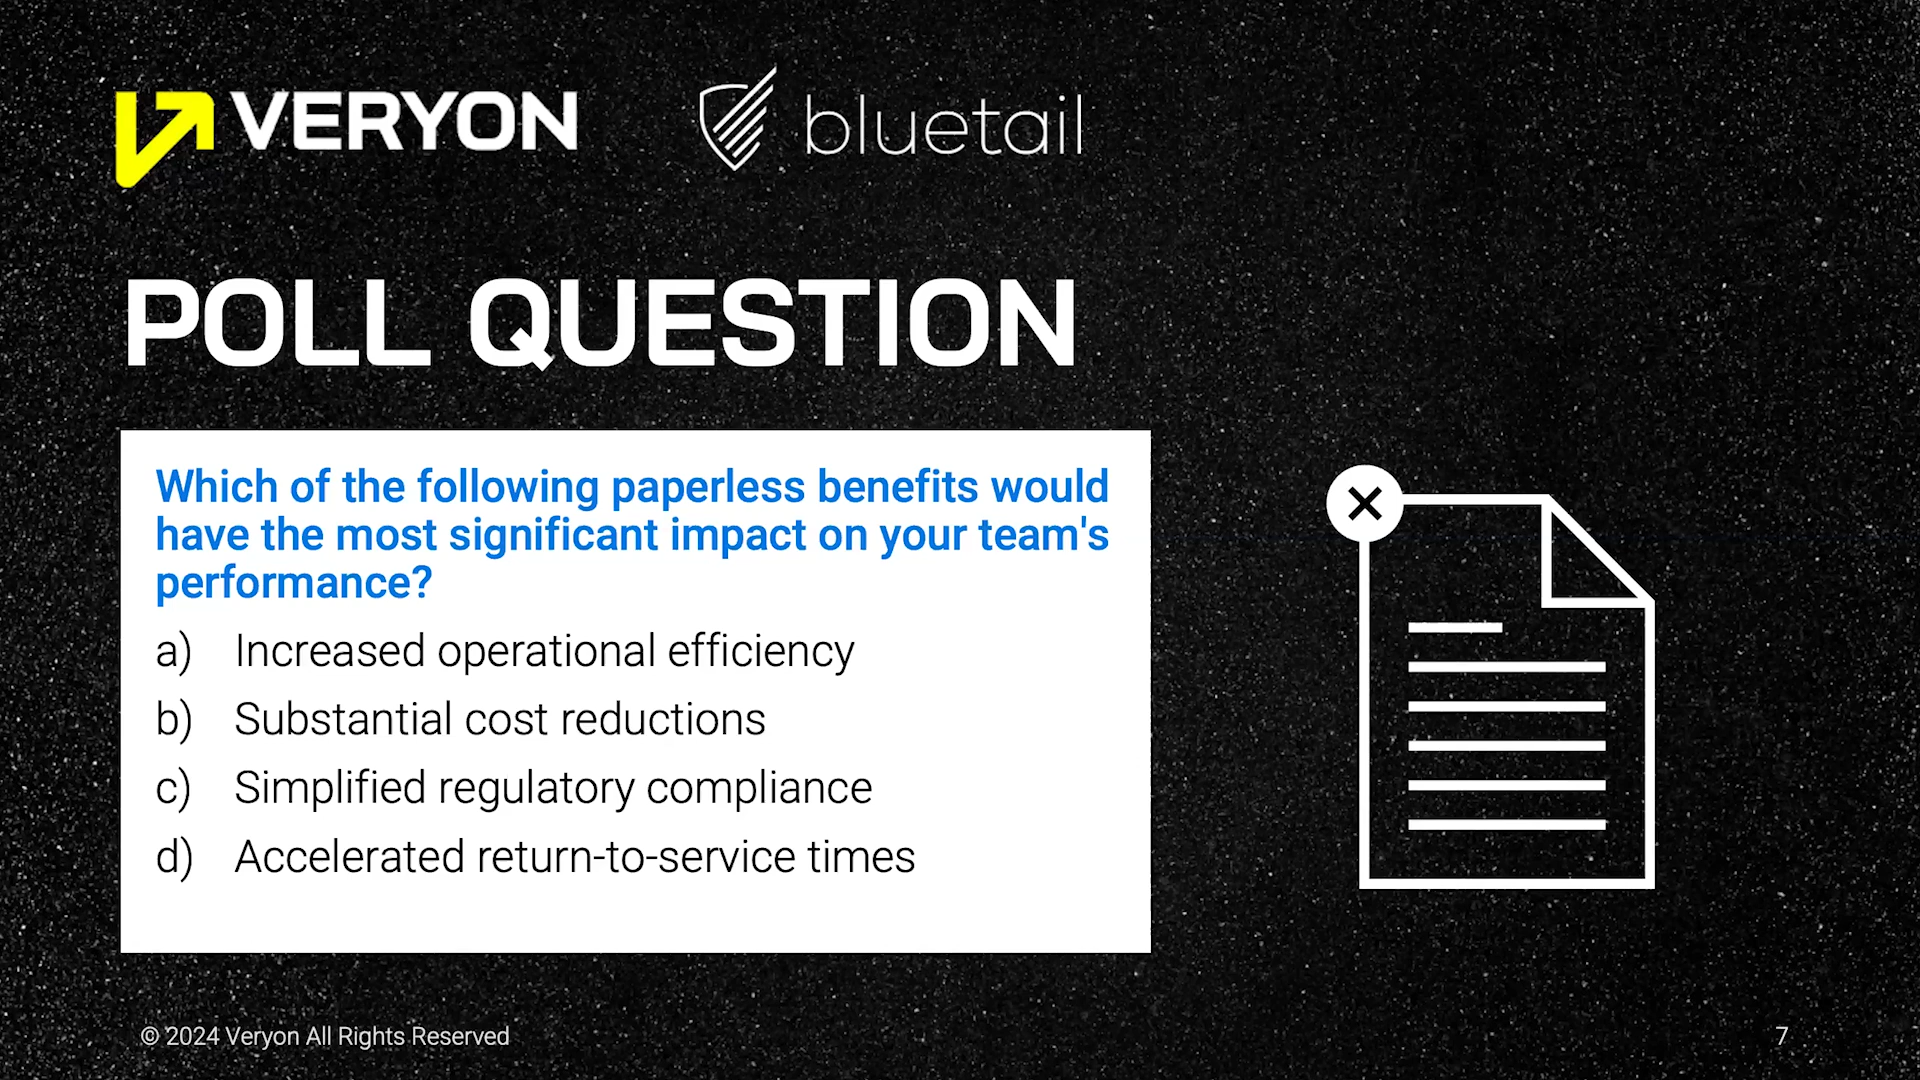 VERYON
bluetail
POLL QUESTION
Which of the following paperless benefits would
have the most significant impact on your team's
performance?
a) Increased operational efficiency
b) Substantial cost reductions
c) Simplified regulatory compliance
d) Accelerated return-to-service times
© 2024 Veryon All Rights Reserved
7